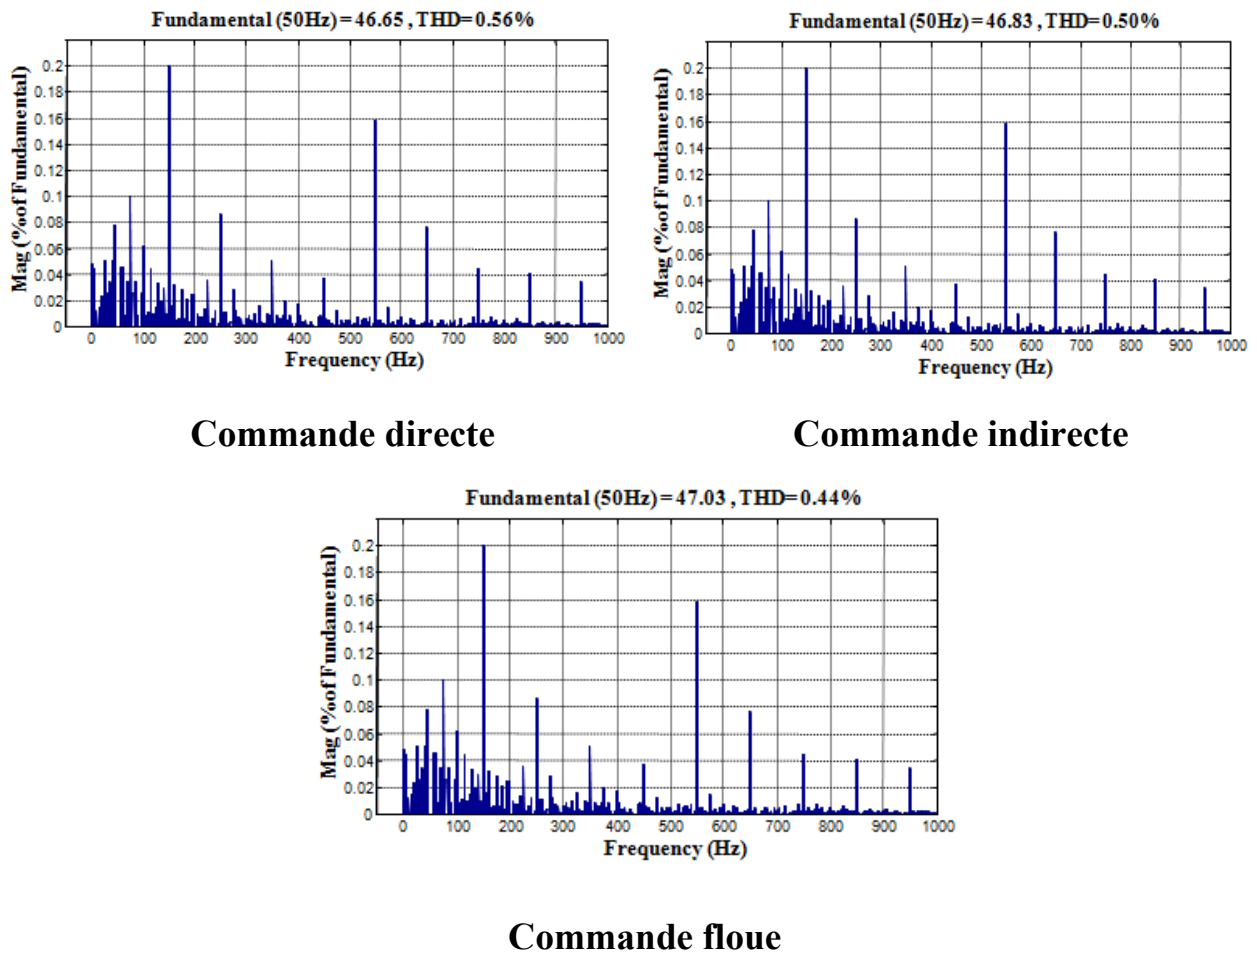 Fundamental (50Hz) = 46.65 , THD= 0.56%
Mag (% of Fundamental)
0.2
0.18
0.16
0.14
0.12
0.1
0.08
0.06
0.04
0.02
0
0 100 200 300 400 500 600 700 800 900 1000
Frequency (Hz)
Commande directe
Fundamental (50Hz) = 46.83 , THD= 0.50%
Mag (% of Fundamental)
0.2
0.18
0.16
0.14
0.12
0.1
0.08
0.06
0.04
0.02
0
0 100 200 300 400 500 600 700 800 900 1000
Frequency (Hz)
Commande indirecte
Fundamental (50Hz) = 47.03 , THD= 0.44%
Mag (% of Fundamental)
0.2
0.18
0.16
0.14
0.12
0.1
0.08
0.06
0.04
0.02
0
0 100 200 300 400 500 600 700 800 900 1000
Frequency (Hz)
Commande floue